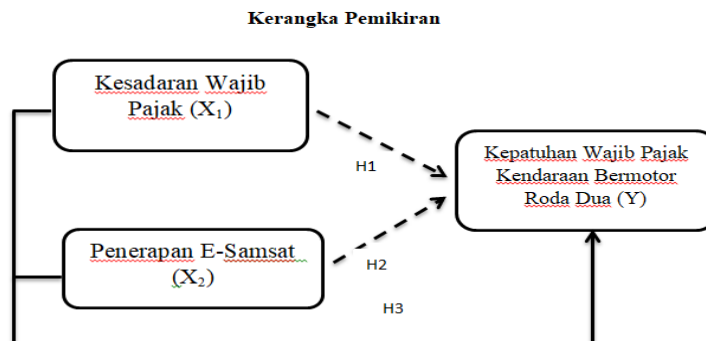 Kerangka Pemikiran
Kesadaran Wajib
Pajak (X₁)
H1
Kepatuhan Wajib Pajak
Kendaraan Bermotor
Roda Dua (Y)
Penerapan E-Samsat
(X₂)
H2
H3